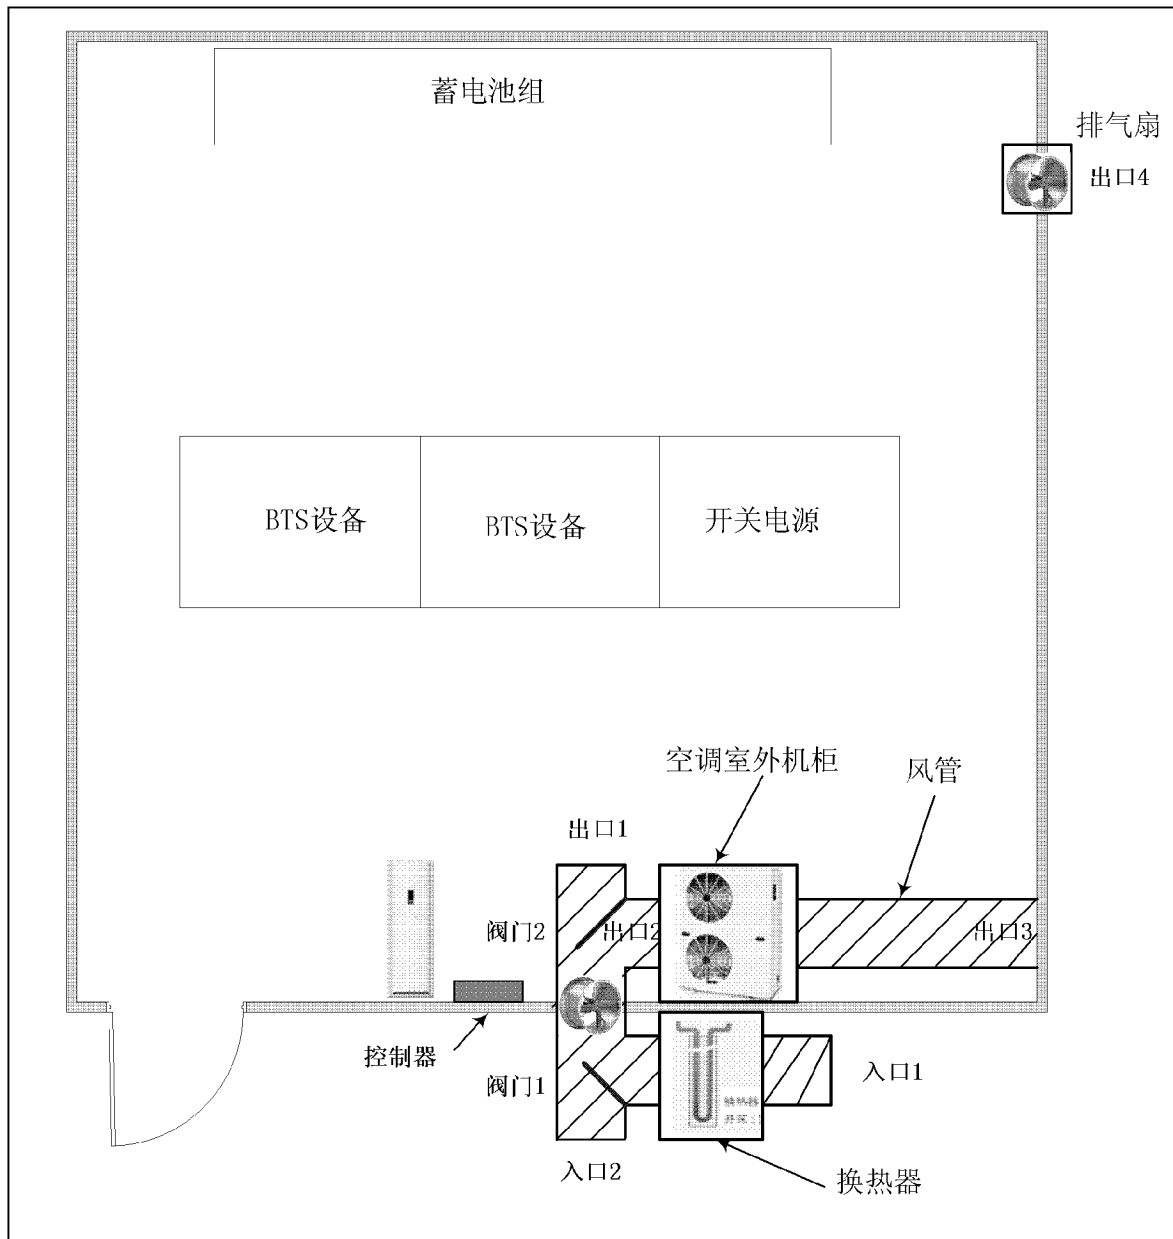 蓄电池组
排气扇
出口4
BTS设备
BTS设备
开关电源
空调室外机柜
风管
出口1
阀门2
出口2
出口3
控制器
阀门1
入口1
入口2
换热器
换热器